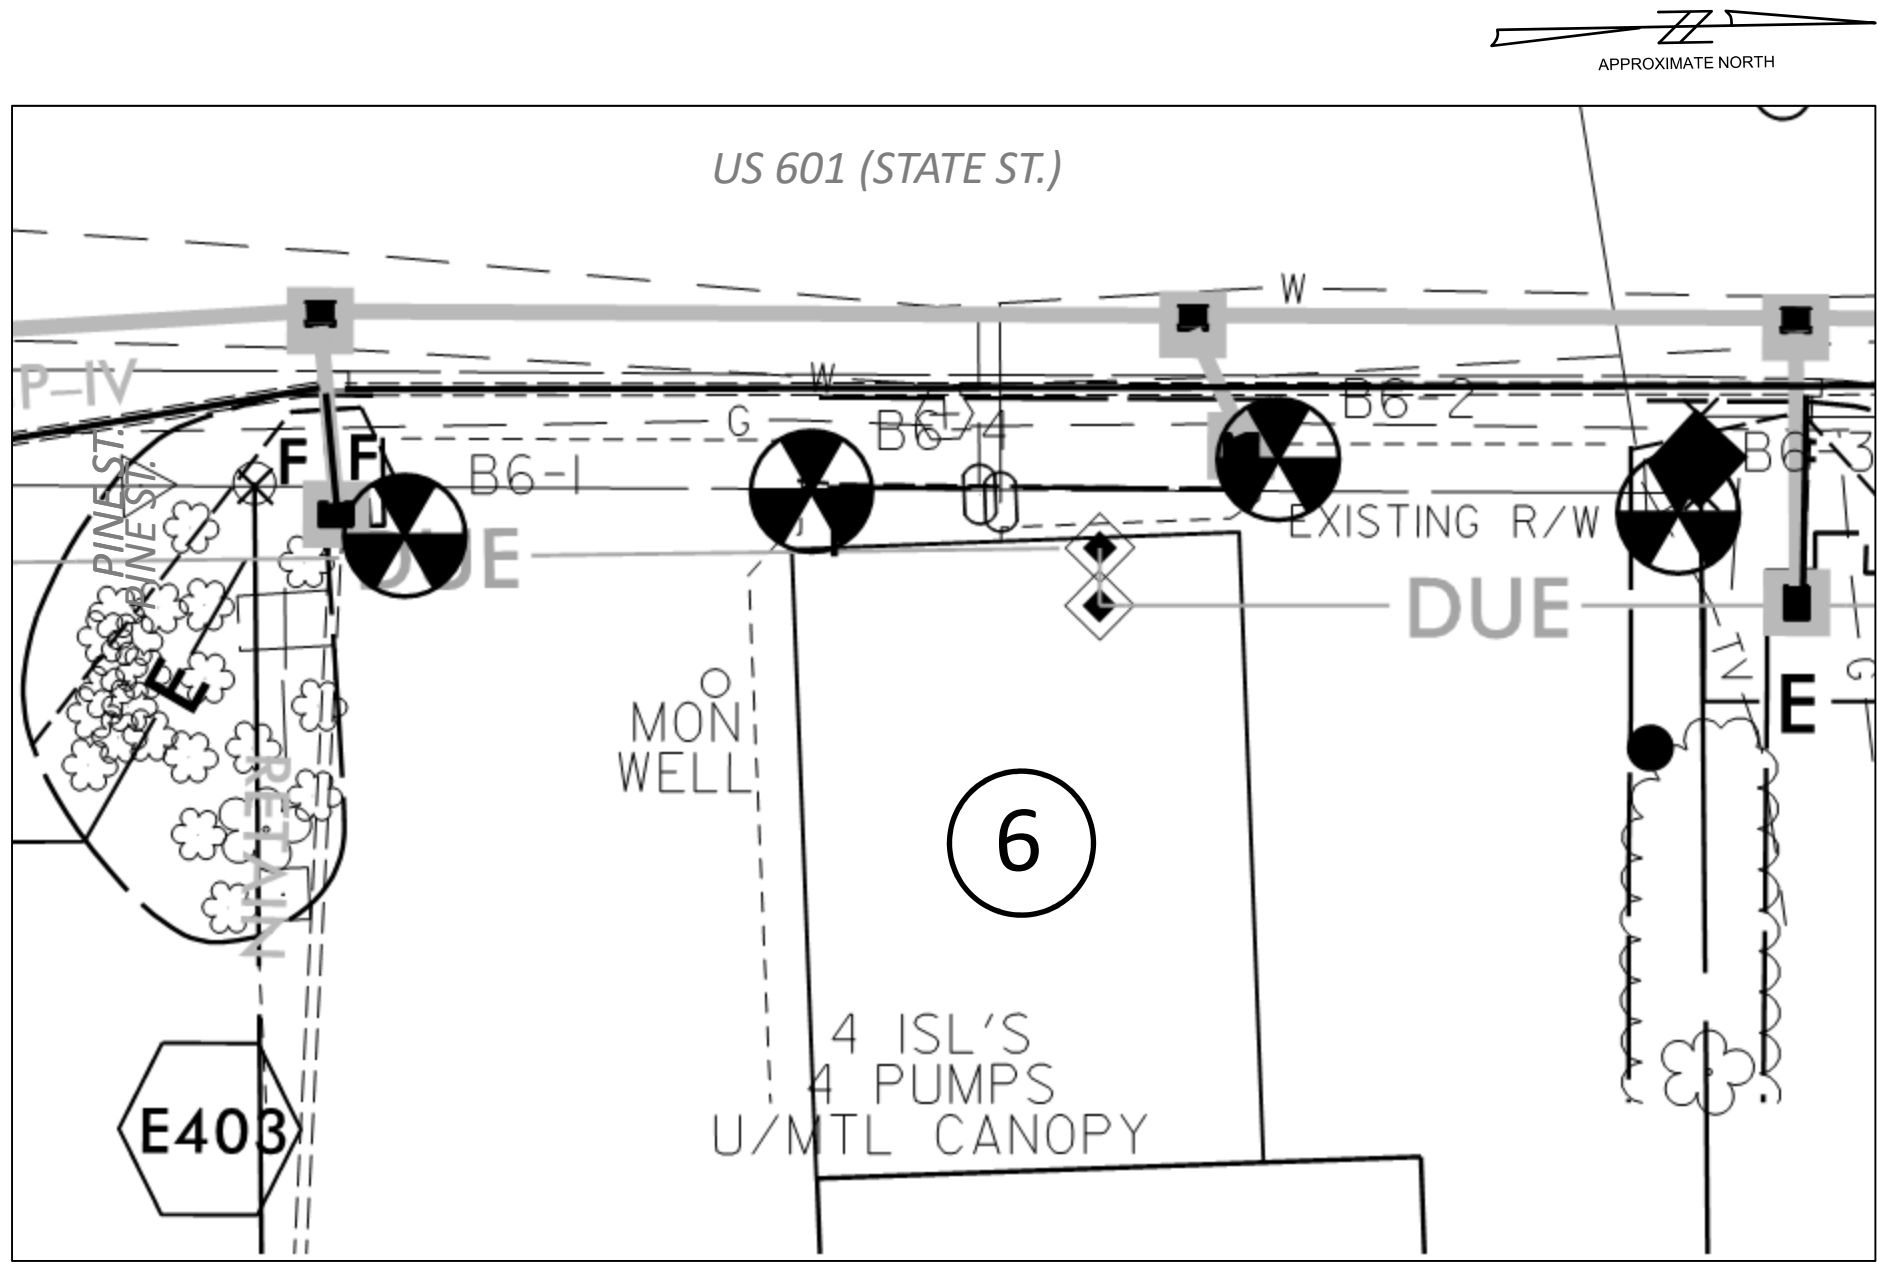 APPROXIMATE NORTH
US 601 (STATE ST.)
W
P-IV
W
B6-2
G
B6-4
F
F
B6-1
B6-3
PINE ST.
PINE ST.
EXISTING R/W
DUE
DUE
TV
G
E
E
MON
WELL
RETAIN
6
4 ISL'S
4 PUMPS
U/MTL CANOPY
E403